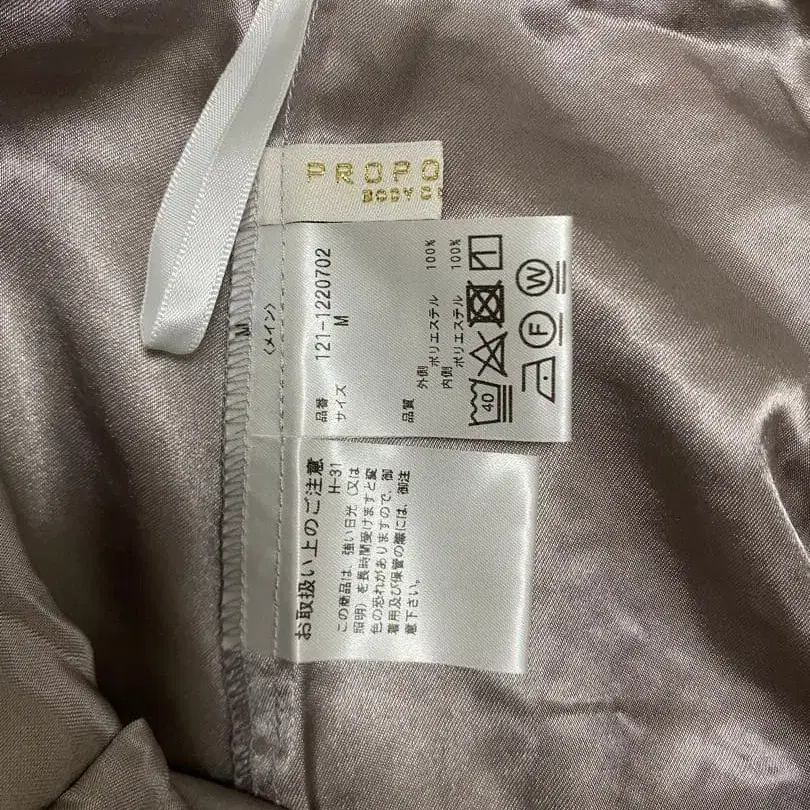 PROPO
BODY
M
〈メイン〉
品番 121-1220702
サイズ M
品質 外側 ポリエステル 100%
内側 ポリエステル 100%
40
F
W
お取扱い上のご注意
H-31
この商品は、強い日光(又は
照明)を長時間受けますと変
色の恐れがありますので、御
着用及び保管の際には、御注
意下さい。